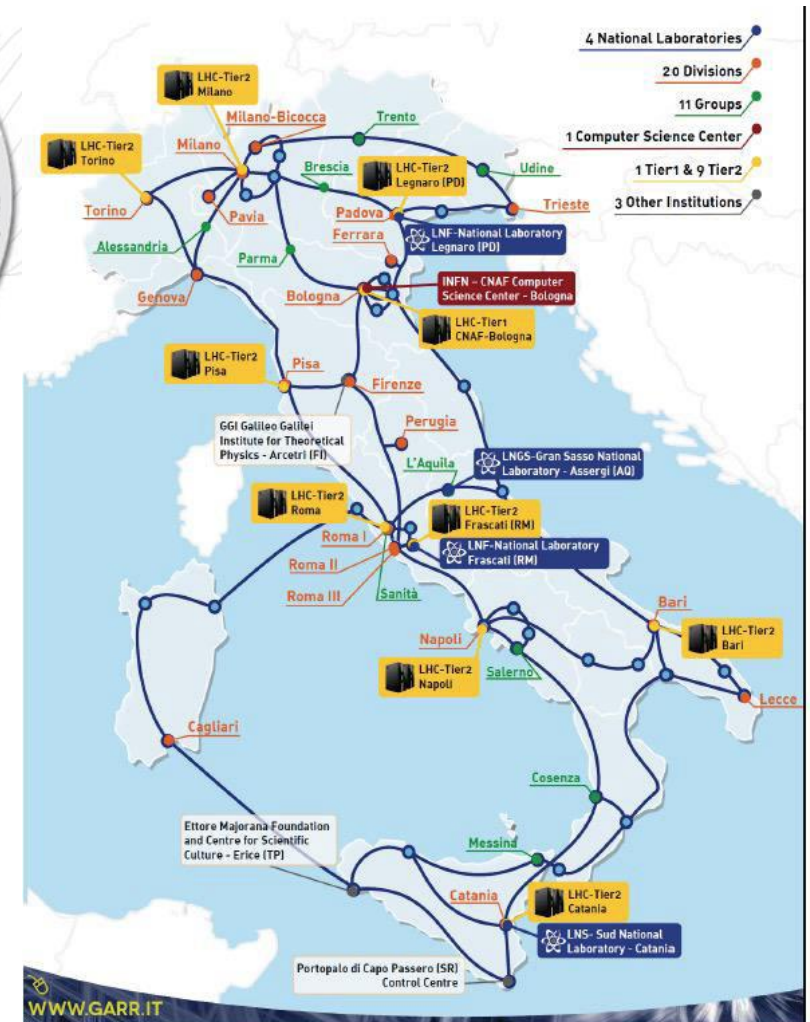 4 National Laboratories
20 Divisions
11 Groups
1 Computer Science Center
1 Tier1 & 9 Tier2
3 Other Institutions
LHC-Tier2
Milano
Milano-Bicocca
Trento
Milano
LHC-Tier2
Torino
Brescia
LHC-Tier2
Legnaro (PD)
Udine
Torino
Pavia
Padova
Trieste
Alessandria
Parma
Ferrara
LNF-National Laboratory
Legnaro (PD)
Genova
Bologna
INFN - CNAF Computer
Science Center - Bologna
LHC-Tier1
CNAF-Bologna
LHC-Tier2
Pisa
Pisa
Firenze
GGI Galileo Galilei
Institute for Theoretical
Physics - Arcetri (FI)
Perugia
L'Aquila
LNGS-Gran Sasso National
Laboratory - Assergi (AQ)
LHC-Tier2
Roma
LHC-Tier2
Frascati (RM)
Roma I
LNF-National Laboratory
Frascati (RM)
Roma II
Roma III
Sanità
Bari
Napoli
LHC-Tier2
Bari
LHC-Tier2
Napoli
Salerno
Lecce
Cagliari
Cosenza
Ettore Majorana Foundation
and Centre for Scientific
Culture - Erice (TP)
Messina
Catania
LHC-Tier2
Catania
LNS- Sud National
Laboratory - Catania
Portopalo di Capo Passero (SR)
Control Centre
WWW.GARR.IT